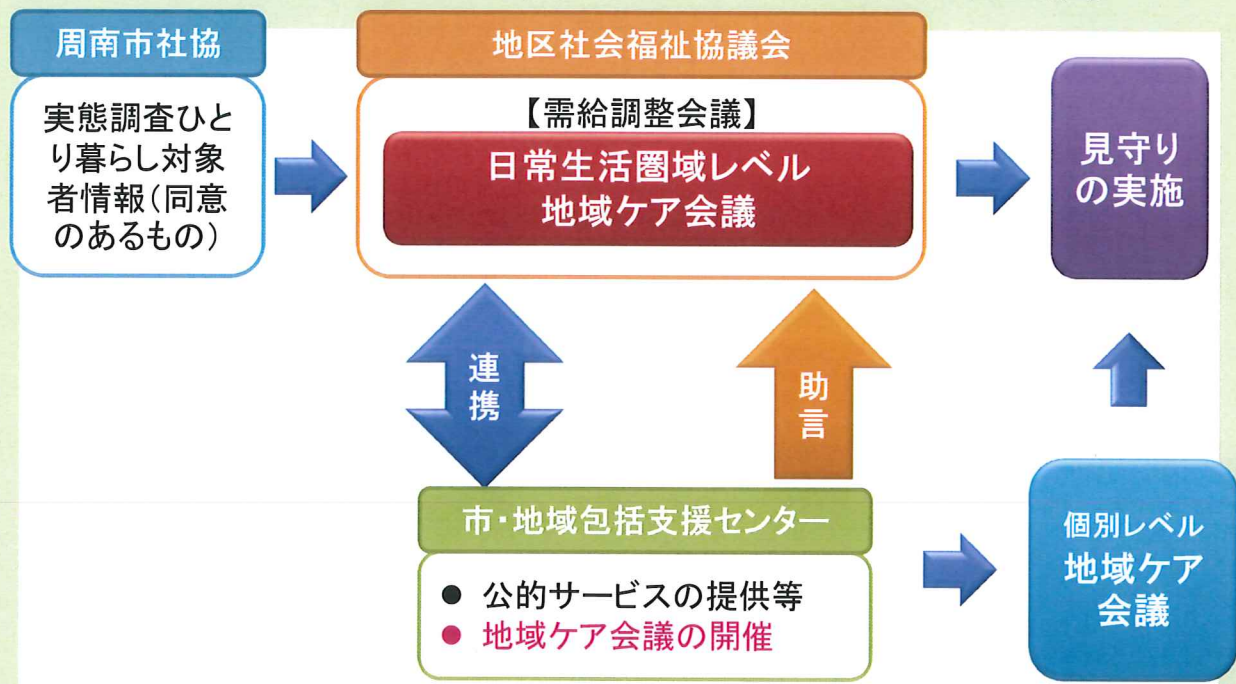 周南市社協
実態調査ひと
り暮らし対象
者情報(同意
のあるもの)
地区社会福祉協議会
【需給調整会議】
日常生活圏域レベル
地域ケア会議
見守り
の実施
連携
助言
市・地域包括支援センター
● 公的サービスの提供等
● 地域ケア会議の開催
個別レベル
地域ケア
会議